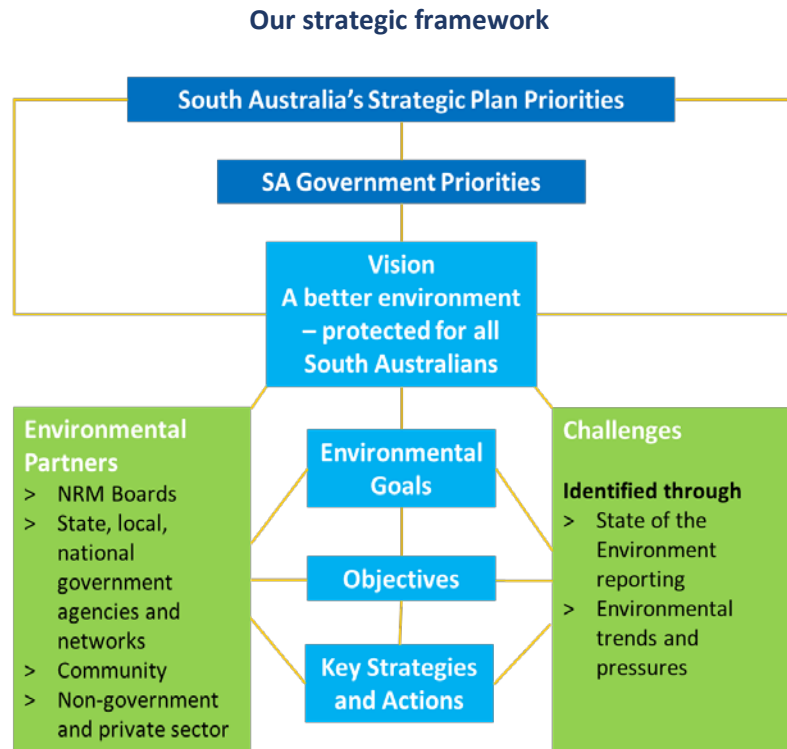 Our strategic framework
South Australia's Strategic Plan Priorities
SA Government Priorities
Vision
A better environment
– protected for all
South Australians
Environmental
Partners
> NRM Boards
> State, local,
national
government
agencies and
networks
> Community
> Non-government
and private sector
Environmental
Goals
Objectives
Key Strategies
and Actions
Challenges
Identified through
> State of the
Environment
reporting
> Environmental
trends and
pressures